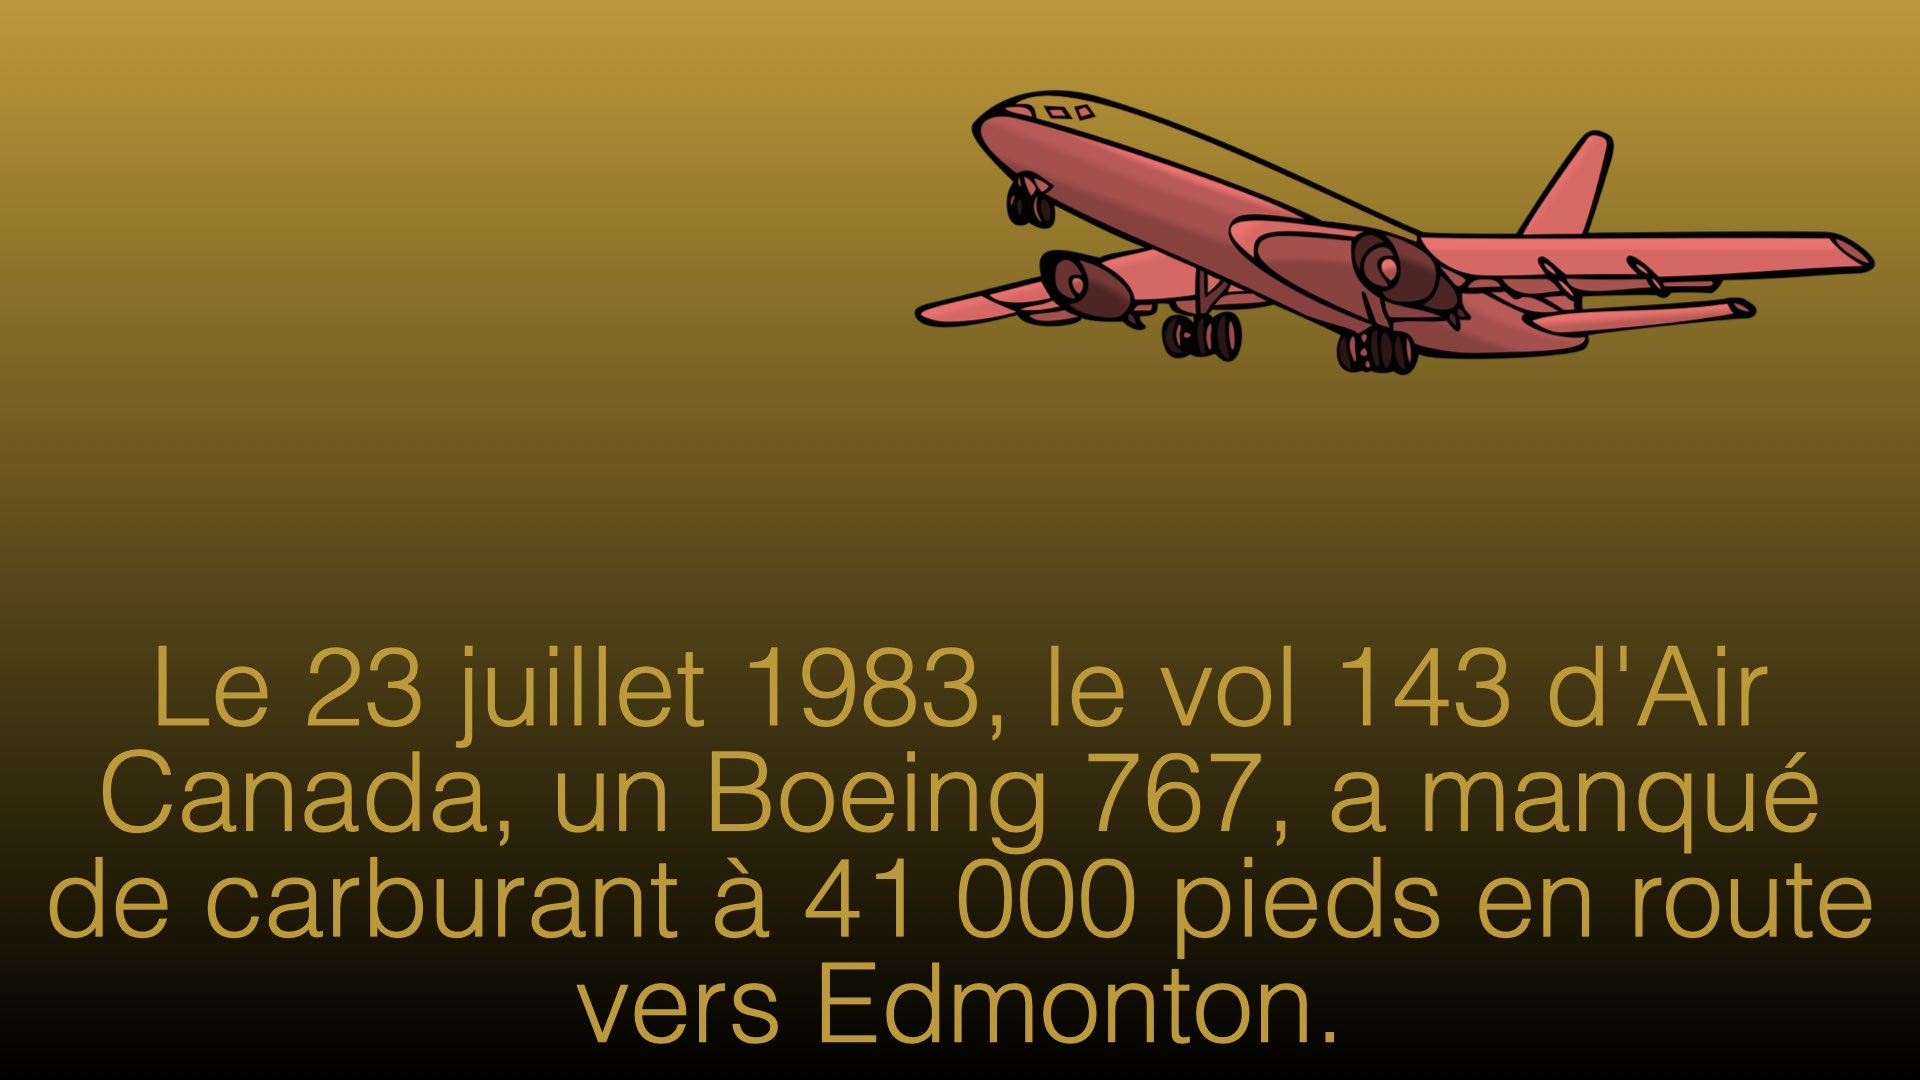 Le 23 juillet 1983, le vol 143 d'Air
Canada, un Boeing 767, a manqué
de carburant à 41 000 pieds en route
vers Edmonton.